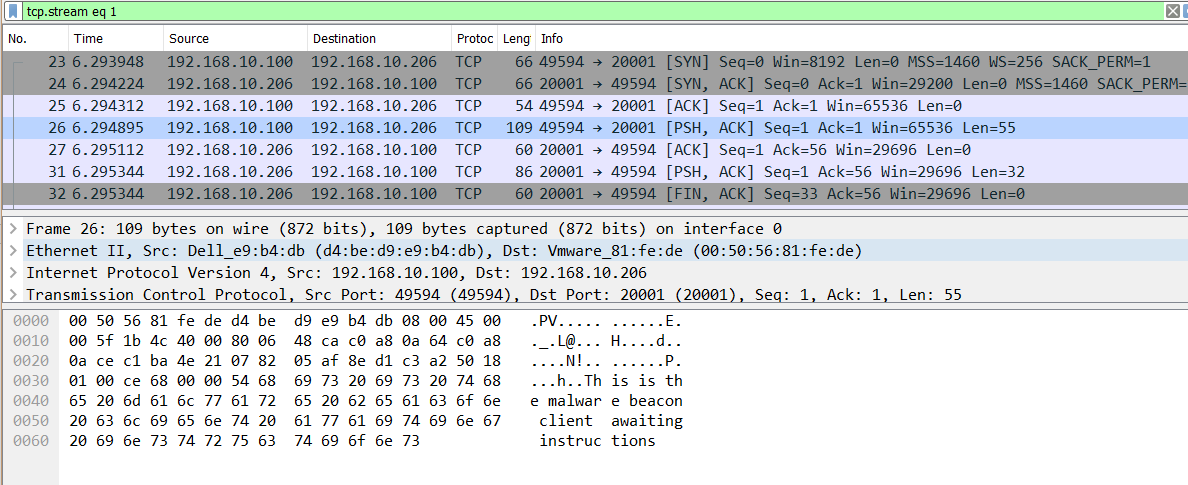 tcp.stream eq 1
No. Time Source Destination Protoc Lengt Info
23 6.293948 192.168.10.100 192.168.10.206 TCP 66 49594 → 20001 [SYN] Seq=0 Win=8192 Len=0 MSS=1460 WS=256 SACK_PERM=1
24 6.294224 192.168.10.206 192.168.10.100 TCP 66 49594 → 20001 [SYN, ACK] Seq=0 Ack=1 Win=29200 Len=0 MSS=1460 SACK_PERM=
25 6.294312 192.168.10.100 192.168.10.206 TCP 54 49594 → 20001 [ACK] Seq=1 Ack=1 Win=65536 Len=0
26 6.294895 192.168.10.100 192.168.10.206 TCP 109 49594 → 20001 [PSH, ACK] Seq=1 Ack=1 Win=65536 Len=55
27 6.295112 192.168.10.206 192.168.10.100 TCP 60 20001 → 49594 [ACK] Seq=1 Ack=56 Win=29696 Len=0
31 6.295344 192.168.10.206 192.168.10.100 TCP 86 20001 → 49594 [PSH, ACK] Seq=1 Ack=56 Win=29696 Len=32
32 6.295344 192.168.10.206 192.168.10.100 TCP 60 20001 → 49594 [FIN, ACK] Seq=33 Ack=56 Win=29696 Len=0
Frame 26: 109 bytes on wire (872 bits), 109 bytes captured (872 bits) on interface 0
Ethernet II, Src: Dell_e9:b4:db (d4:be:d9:e9:b4:db), Dst: Vmware_81:fe:de (00:50:56:81:fe:de)
Internet Protocol Version 4, Src: 192.168.10.100, Dst: 192.168.10.206
Transmission Control Protocol, Src Port: 49594 (49594), Dst Port: 20001 (20001), Seq: 1, Ack: 1, Len: 55
0000 00 50 56 81 fe de d4 be d9 e9 b4 db 08 00 45 00 .PV..... ......E.
0010 00 5f 1b 4c 40 00 80 06 48 ca c0 a8 0a 64 c0 a8 ._.L@... H....d..
0020 0a ce c1 ba 4e 21 07 82 05 af 8e d1 c3 a2 50 18 ....N!.. ......P.
0030 01 00 ce 68 00 00 54 68 69 73 20 69 73 20 74 68 ...h..Th is is th
0040 65 20 6d 61 6c 77 61 72 65 20 62 65 61 63 6f 6e e malwar e beacon
0050 20 63 6c 69 65 6e 74 20 61 77 61 69 74 69 6e 67 client awaiting
0060 20 69 6e 73 74 72 75 63 74 69 6f 6e 73 instruc tions